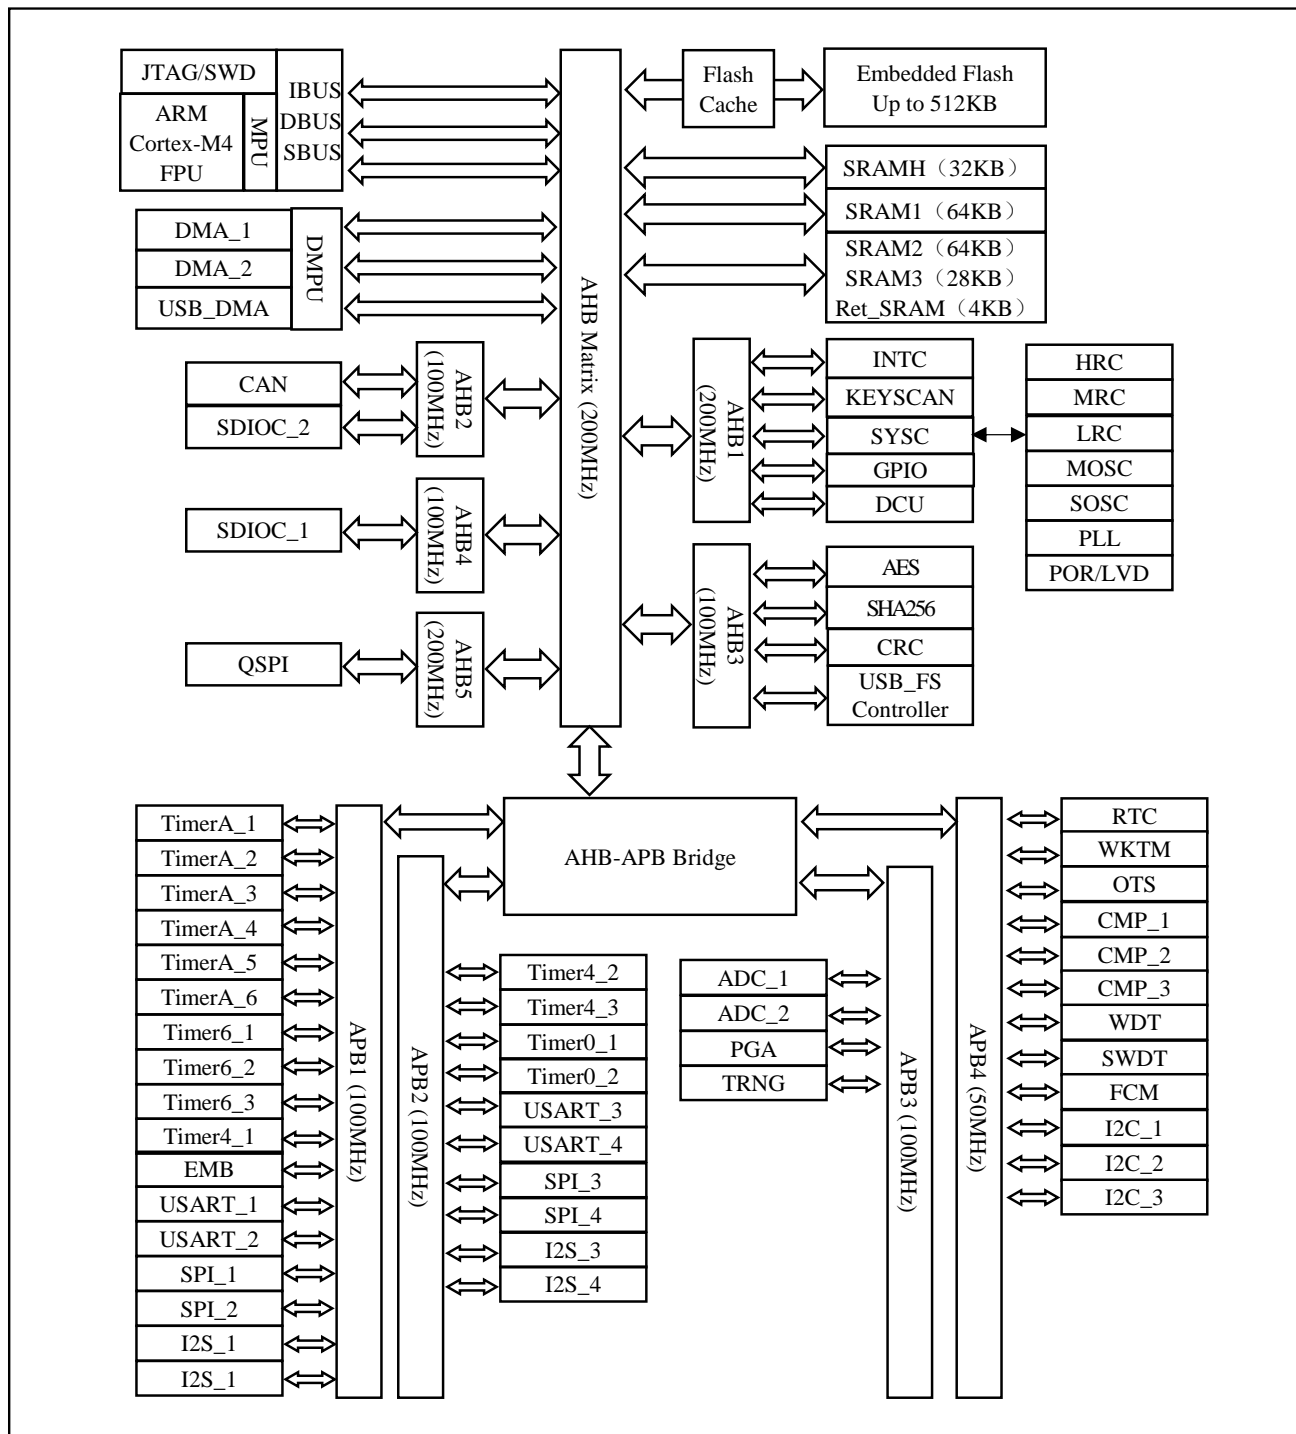 JTAG/SWD
ARM
Cortex-M4
FPU
MPU
IBUS
DBUS
SBUS
DMA_1
DMA_2
USB_DMA
DMPU
CAN
SDIOC_2
AHB2
(100MHz)
SDIOC_1
AHB4
(100MHz)
QSPI
AHB5
(200MHz)
AHB Matrix (200MHz)
Flash
Cache
Embedded Flash
Up to 512KB
SRAMH（32KB）
SRAM1（64KB）
SRAM2（64KB）
SRAM3（28KB）
Ret_SRAM（4KB）
AHB1
(200MHz)
INTC
KEYSCAN
SYSC
GPIO
DCU
HRC
MRC
LRC
MOSC
SOSC
PLL
POR/LVD
AHB3
(100MHz)
AES
SHA256
CRC
USB_FS
Controller
AHB-APB Bridge
TimerA_1
TimerA_2
TimerA_3
TimerA_4
TimerA_5
TimerA_6
Timer6_1
Timer6_2
Timer6_3
Timer4_1
EMB
USART_1
USART_2
SPI_1
SPI_2
I2S_1
I2S_1
APB1 (100MHz)
APB2 (100MHz)
Timer4_2
Timer4_3
Timer0_1
Timer0_2
USART_3
USART_4
SPI_3
SPI_4
I2S_3
I2S_4
ADC_1
ADC_2
PGA
TRNG
APB3 (100MHz)
APB4 (50MHz)
RTC
WKTM
OTS
CMP_1
CMP_2
CMP_3
WDT
SWDT
FCM
I2C_1
I2C_2
I2C_3